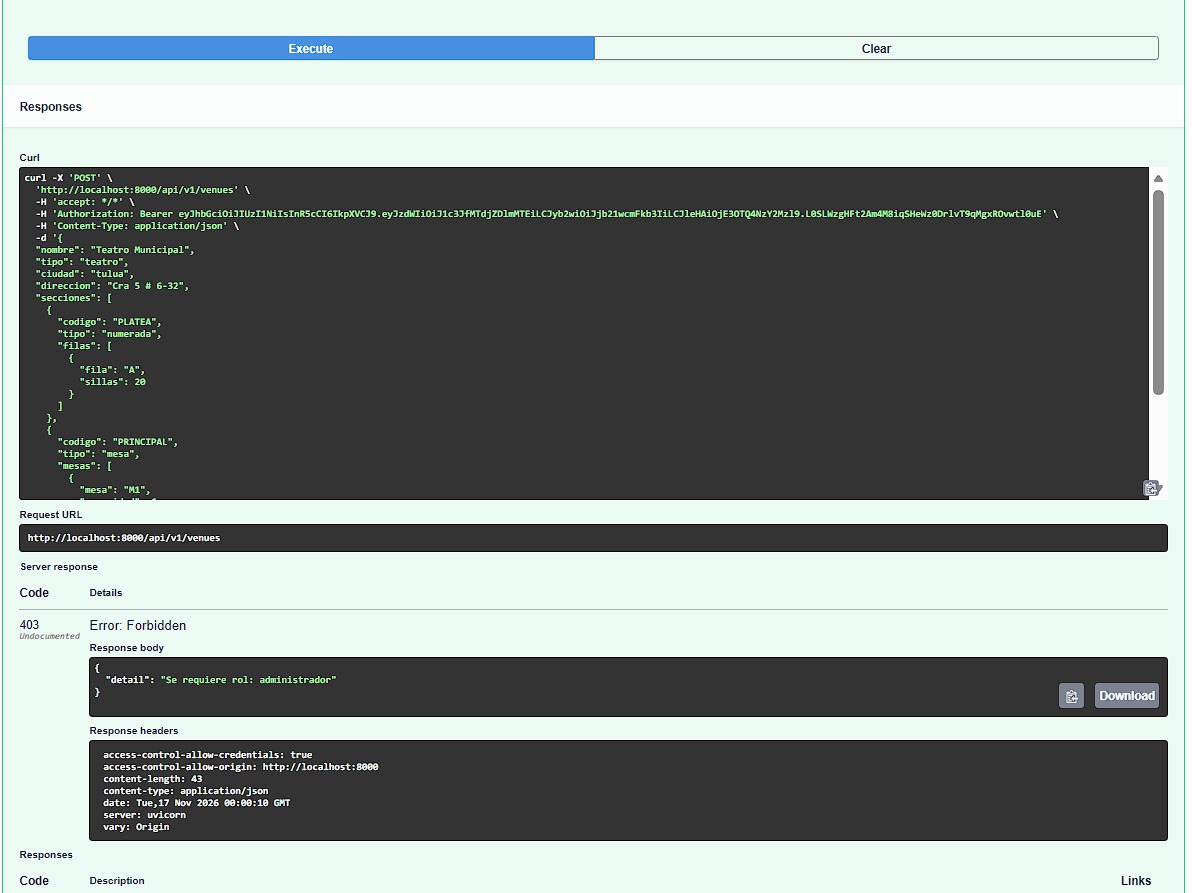 Execute
Clear
Responses
Curl
curl -X 'POST' \
'http://localhost:8000/api/v1/venues' \
-H 'accept: */*' \
-H 'Authorization: Bearer eyJhbGciOiJIUzI1NiIsInR5cCI6IkpXVCJ9.eyJzdWIiOiJ1c3JfMTdjZDlmMTEiLCJyb2wiOiJjb21wcmFkb3IiLCJleHAiOjE3OTQ4NzY2Mzl9.L0SLWzgHFt2Am4M8iqSHeWz0DrlvT9qMgxROvwtl0uE' \
-H 'Content-Type: application/json' \
-d '{
"nombre": "Teatro Municipal",
"tipo": "teatro",
"ciudad": "tulua",
"direccion": "Cra 5 # 6-32",
"secciones": [
{
"codigo": "PLATEA",
"tipo": "numerada",
"filas": [
{
"fila": "A",
"sillas": 20
}
]
},
{
"codigo": "PRINCIPAL",
"tipo": "mesa",
"mesas": [
{
"mesa": "M1",
Request URL
http://localhost:8000/api/v1/venues
Server response
Code Details
403 Error: Forbidden
Undocumented
Response body
{
"detail": "Se requiere rol: administrador"
}
Download
Response headers
access-control-allow-credentials: true
access-control-allow-origin: http://localhost:8000
content-length: 43
content-type: application/json
date: Tue,17 Nov 2026 00:00:10 GMT
server: uvicorn
vary: Origin
Responses
Code Description Links